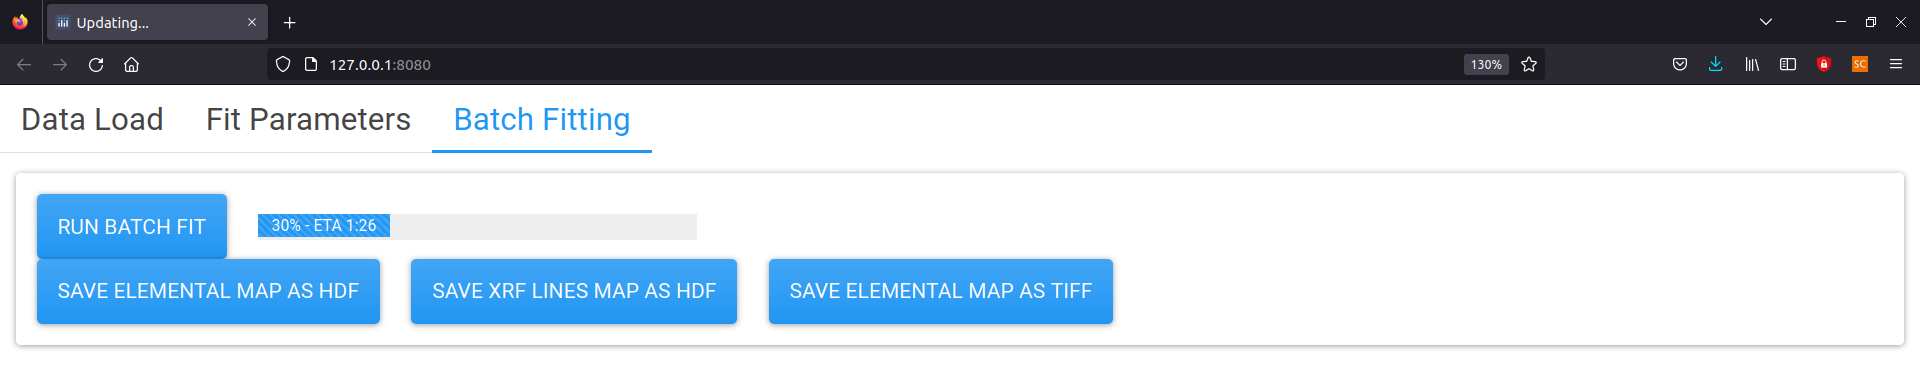 Updating...
127.0.0.1:8080
130%
SC
Data Load
Fit Parameters
Batch Fitting
RUN BATCH FIT
30% - ETA 1:26
SAVE ELEMENTAL MAP AS HDF
SAVE XRF LINES MAP AS HDF
SAVE ELEMENTAL MAP AS TIFF